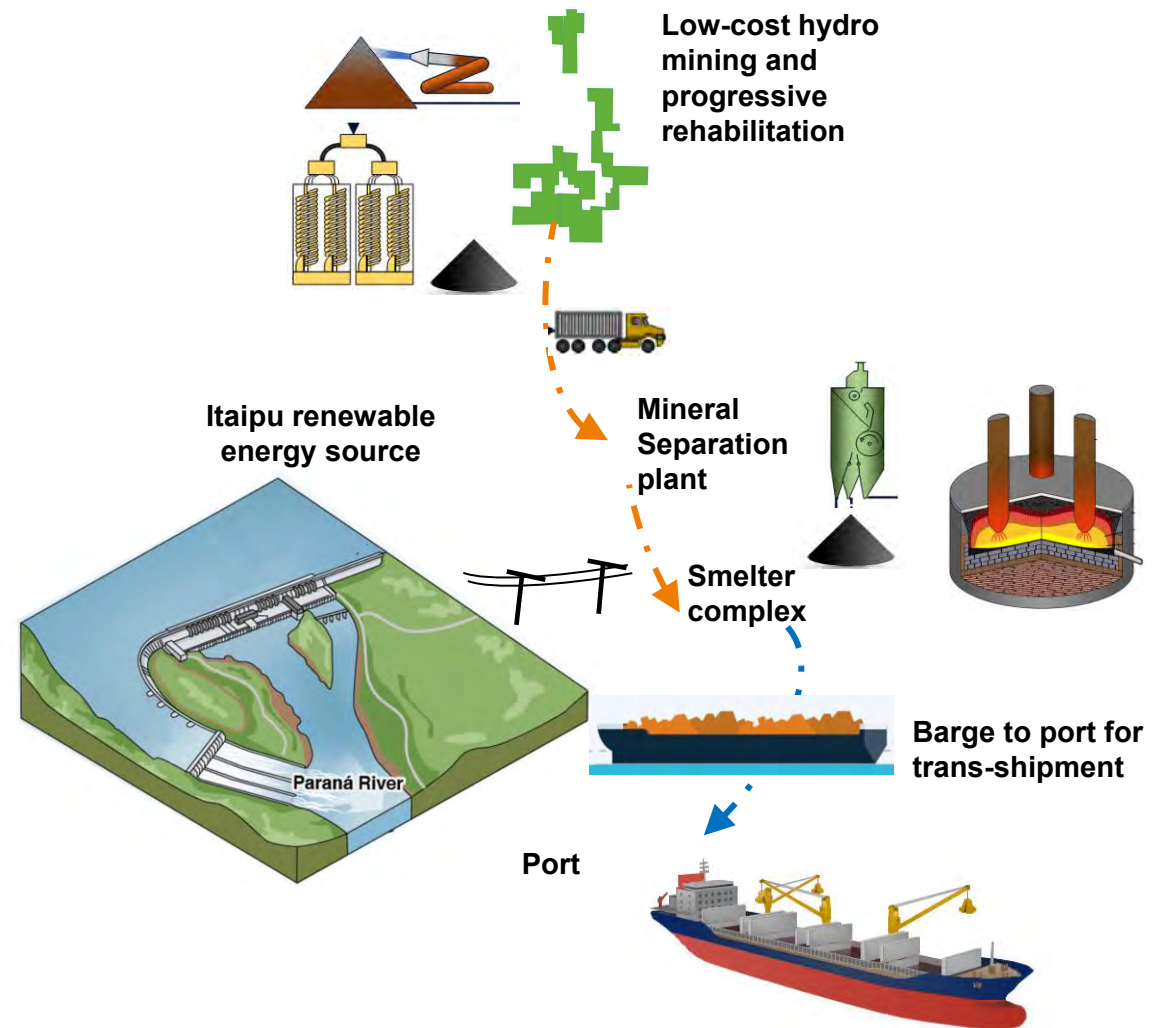 Low-cost hydro
mining and
progressive
rehabilitation
Itaipu renewable
energy source
Mineral
Separation
plant
Smelter
complex
Paraná River
Barge to port for
trans-shipment
Port